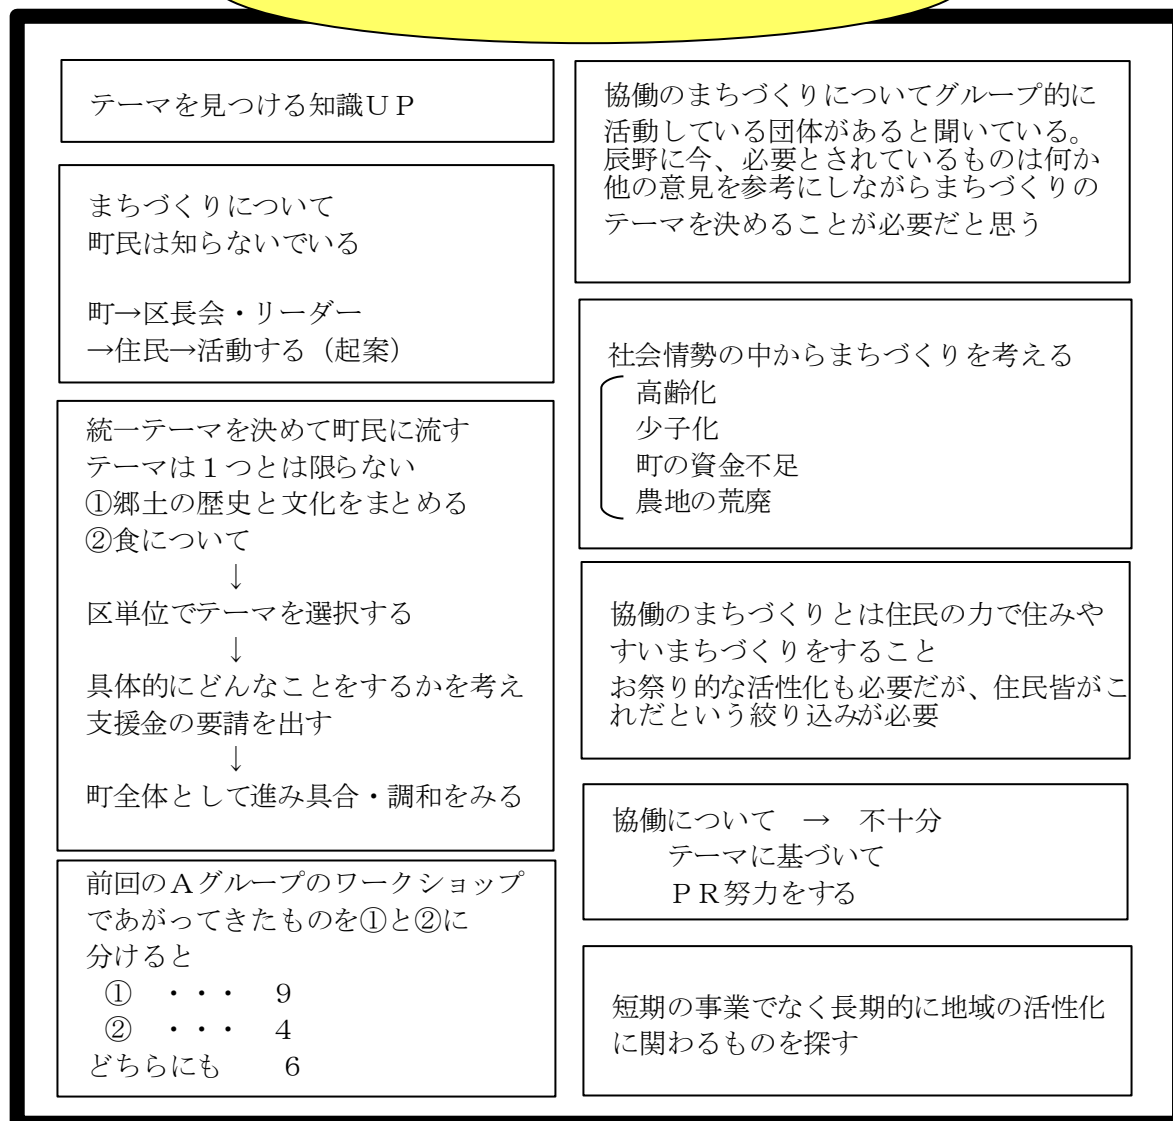 テーマを見つける知識ＵＰ
まちづくりについて
町民は知らないでいる
町→区長会・リーダー
→住民→活動する（起案）
統一テーマを決めて町民に流す
テーマは１つとは限らない
①郷土の歴史と文化をまとめる
②食について
↓
区単位でテーマを選択する
↓
具体的にどんなことをするかを考え
支援金の要請を出す
↓
町全体として進み具合・調和をみる
前回のＡグループのワークショップ
であがってきたものを①と②に
分けると
①　・・・　９
②　・・・　４
どちらにも　　６
協働のまちづくりについてグループ的に
活動している団体があると聞いている。
辰野に今、必要とされているものは何か
他の意見を参考にしながらまちづくりの
テーマを決めることが必要だと思う
社会情勢の中からまちづくりを考える
高齢化
少子化
町の資金不足
農地の荒廃
協働のまちづくりとは住民の力で住みや
すいまちづくりをすること
お祭り的な活性化も必要だが、住民皆がこ
れだという絞り込みが必要
協働について　→　不十分
テーマに基づいて
ＰＲ努力をする
短期の事業でなく長期的に地域の活性化
に関わるものを探す